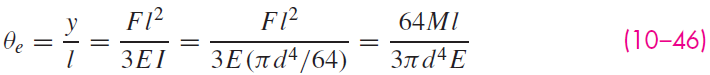 θe = y/l = Fl²/3EI = Fl²/3E(πd⁴/64) = 64Ml/3πd⁴E (10–46)